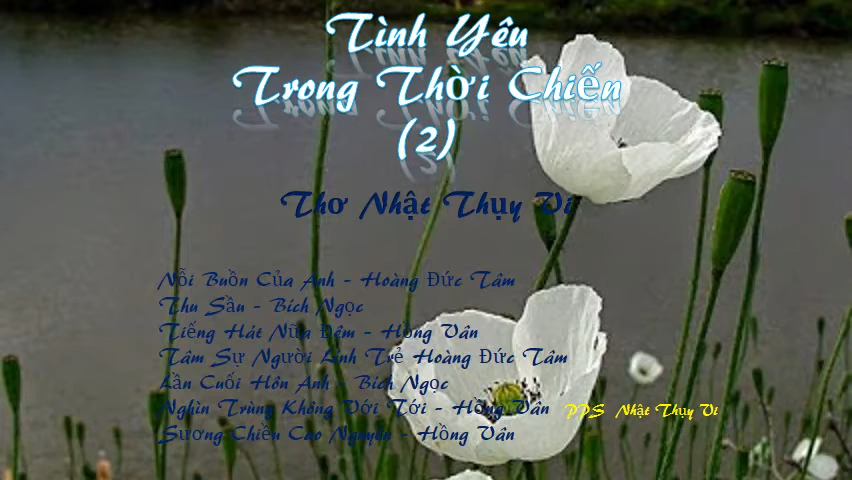 Tình Yêu
Trong Thời Chiến
(2)
Thơ Nhật Thụy Vi
Nỗi Buồn Của Anh - Hoàng Đức Tâm
Thu Sầu - Bích Ngọc
Tiếng Hát Nữa Đêm - Hồng Vân
Tâm Sự Người Lính Trẻ Hoàng Đức Tâm
Lần Cuối Hôn Anh - Bích Ngọc
Nghìn Trùng Không Với Tới - Hồng Vân PPS Nhật Thụy Vi
Sương Chiều Cao Nguyên - Hồng Vân